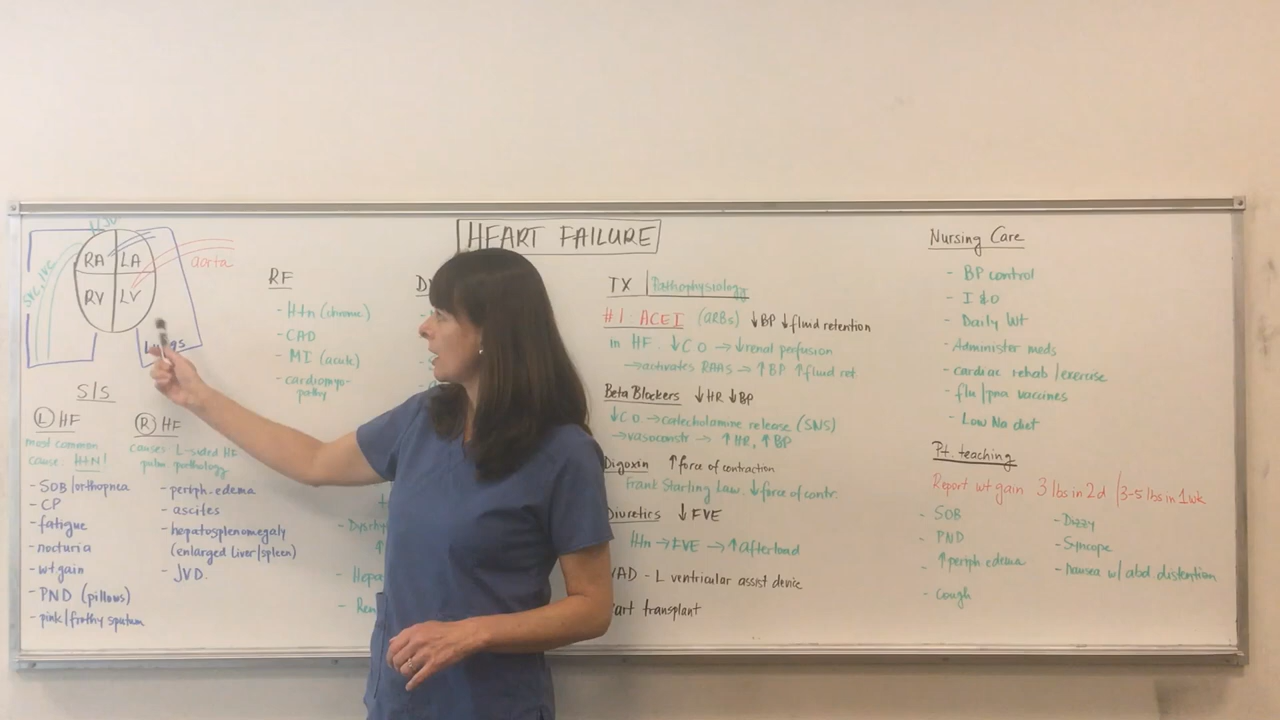 HEART FAILURE
RA LA
RV LV
SVC, IVC
aorta
S/S
L HF
most common
cause: HTN!
- SOB/orthopnea
- CP
- fatigue
- nocturia
- wt gain
- PND (pillows)
- pink/frothy sputum
R HF
causes L-sided HF
pulm. pathology
- periph. edema
- ascites
- hepatosplenomegaly
(enlarged liver/spleen)
- JVD.
RF
- Htn (chronic)
- CAD
- MI (acute)
- cardiomyo-
pathy
TX | Pathophysiology
#1. ACEI (ARBs) ↓BP ↓fluid retention
in HF. ↓CO → ↓renal perfusion
→activates RAAS → ↑BP ↑fluid ret.
Beta Blockers ↓HR ↓BP
↓CO →catecholamine release (SNS)
→vasoconstr → ↑HR, ↑BP
Digoxin ↑force of contraction
Frank Starling Law. ↓force of contr.
Diuretics ↓FVE
Htn → FVE → ↑afterload
VAD - L ventricular assist device
transplant
Nursing Care
- BP control
- I & O
- Daily Wt
- Administer meds
- cardiac rehab/exercise
- flu/pna vaccines
- Low Na diet
Pt. teaching
Report wt gain 3 lbs in 2 d / 3-5 lbs in 1 wk
- SOB
- PND
- ↑periph edema
- Cough
- Dizzy
- Syncope
- Nausea w/ abd distention